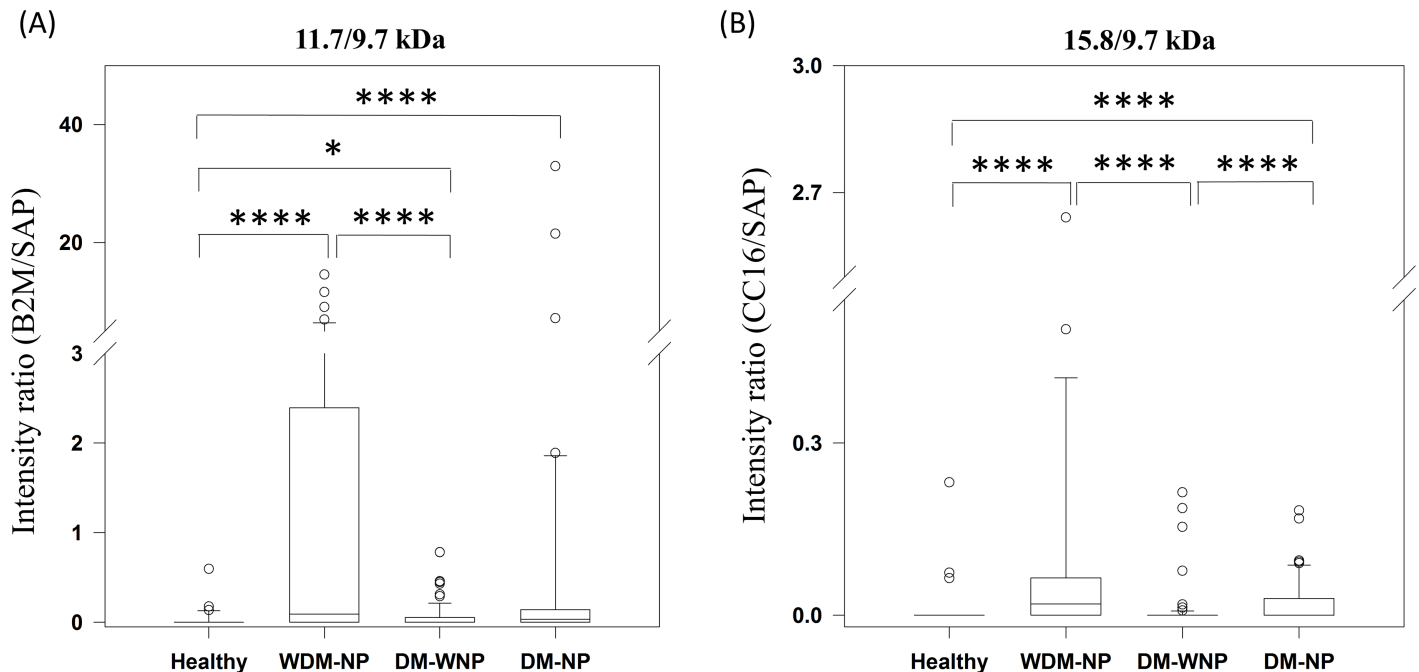 (A)
11.7/9.7 kDa
Intensity ratio (B2M/SAP)
40
20
3
2
1
0
****
*
**** ****
Healthy WDM-NP DM-WNP DM-NP
(B)
15.8/9.7 kDa
Intensity ratio (CC16/SAP)
3.0
2.7
0.3
0.0
****
**** **** ****
Healthy WDM-NP DM-WNP DM-NP